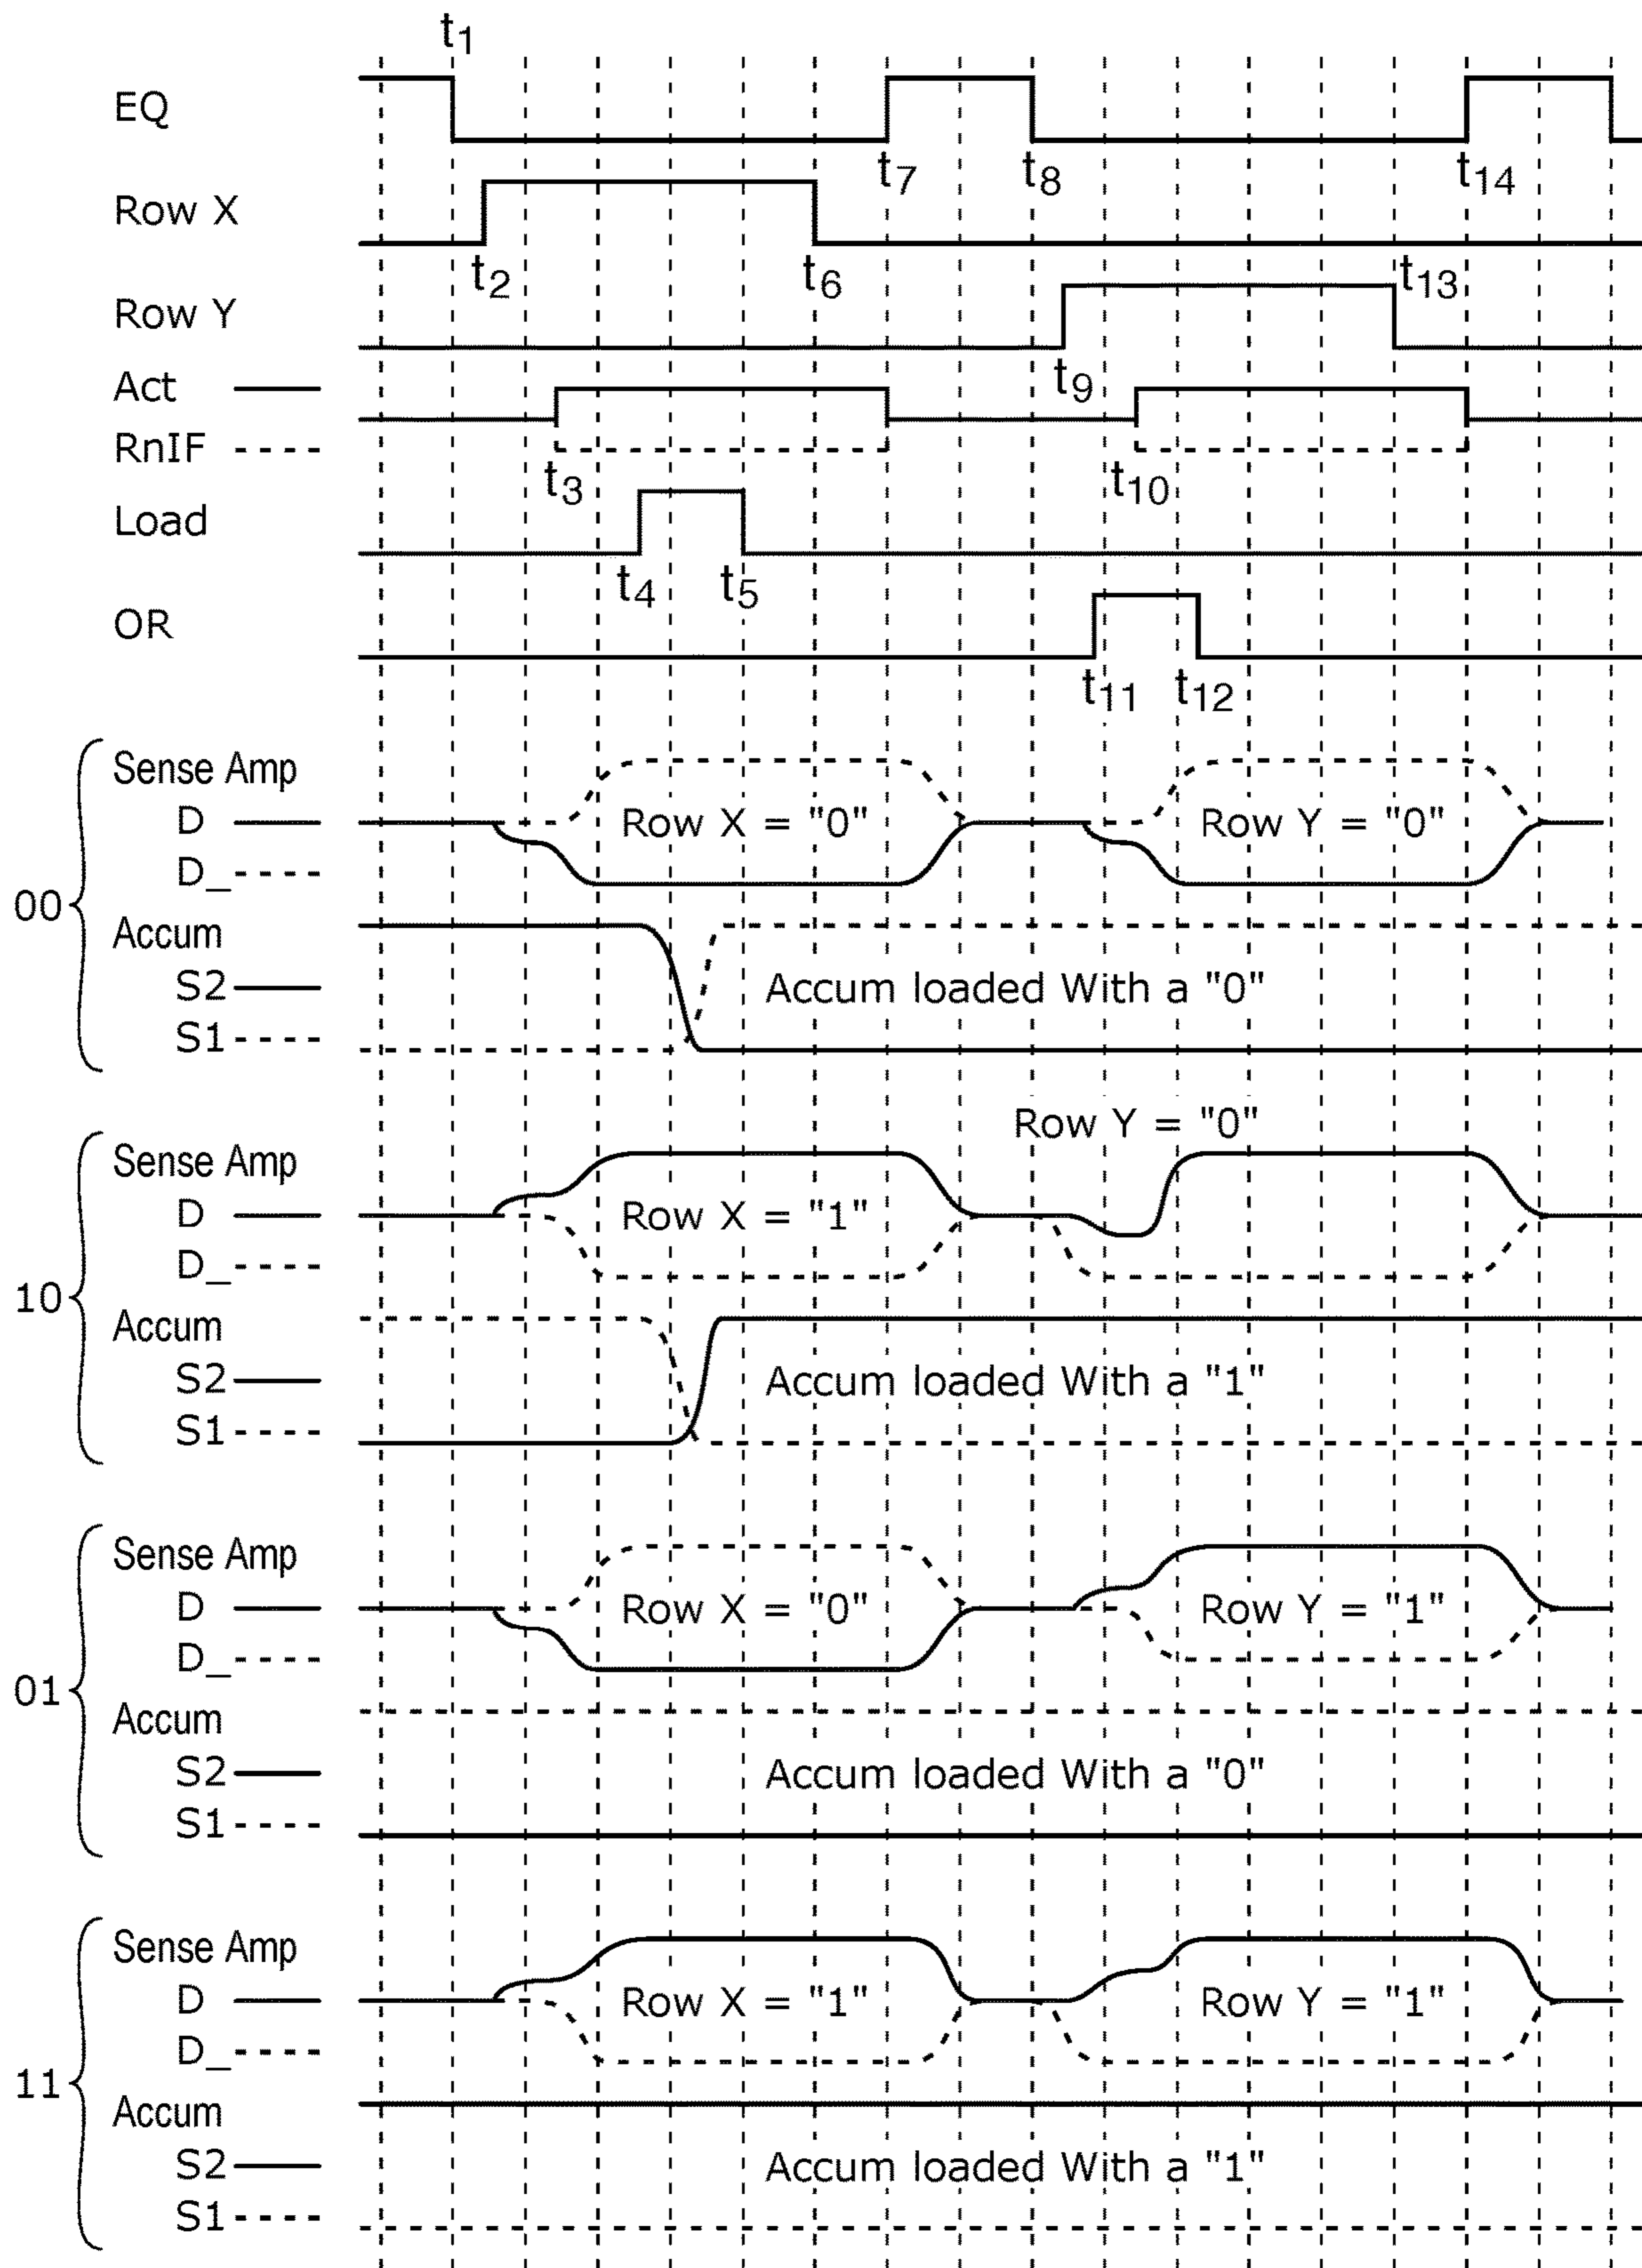 t1
EQ
t7 t8 t14
Row X
t2 t6 t13
Row Y
t9
Act
RnIF
t3 t10
Load
t4 t5
OR
t11 t12
Sense Amp
D Row X = "0" Row Y = "0"
D_
00
Accum
S2 Accum loaded With a "0"
S1
Row Y = "0"
Sense Amp
D Row X = "1"
D_
10
Accum
S2 Accum loaded With a "1"
S1
Sense Amp
D Row X = "0" Row Y = "1"
D_
01
Accum
S2 Accum loaded With a "0"
S1
Sense Amp
D Row X = "1" Row Y = "1"
D_
11
Accum
S2 Accum loaded With a "1"
S1